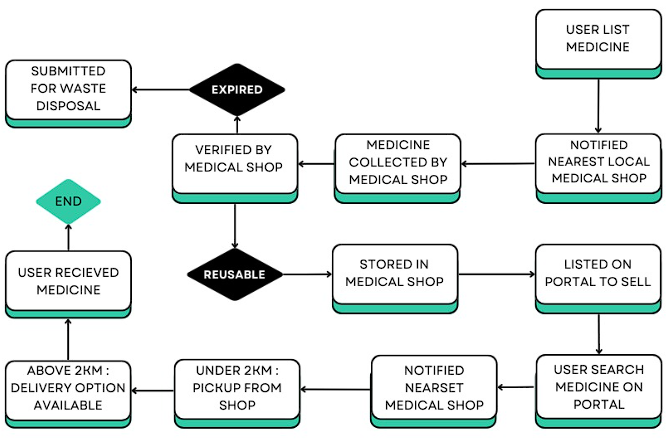 USER LIST
MEDICINE
NOTIFIED
NEAREST LOCAL
MEDICAL SHOP
MEDICINE
COLLECTED BY
MEDICAL SHOP
VERIFIED BY
MEDICAL SHOP
EXPIRED
SUBMITTED
FOR WASTE
DISPOSAL
REUSABLE
STORED IN
MEDICAL SHOP
LISTED ON
PORTAL TO SELL
USER SEARCH
MEDICINE ON
PORTAL
NOTIFIED
NEARSET
MEDICAL SHOP
UNDER 2KM :
PICKUP FROM
SHOP
ABOVE 2KM :
DELIVERY OPTION
AVAILABLE
USER RECIEVED
MEDICINE
END